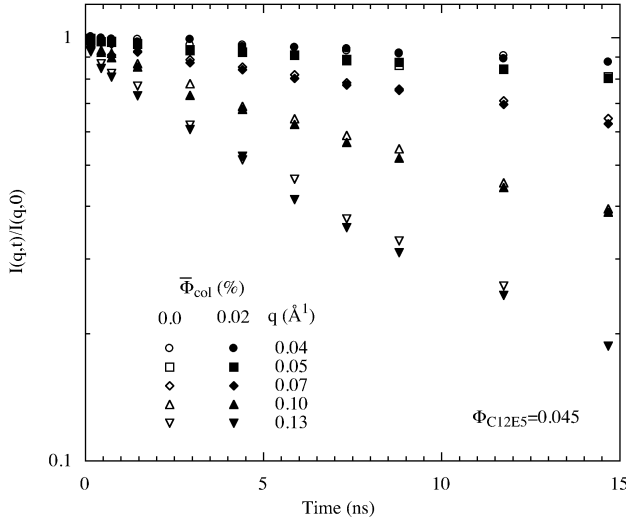 1
0.1
I(q,t)/I(q,0)
0
5
10
15
Time (ns)
Φ̅col (%)
0.0 0.02 q (Å¹)
0.04
0.05
0.07
0.10
0.13
ΦC12E5=0.045